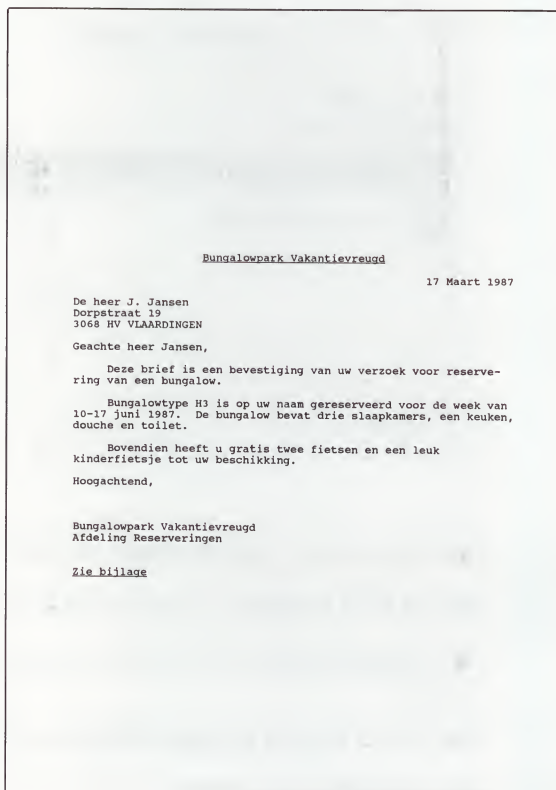 Bungalowpark Vakantievreugd
17 Maart 1987
De heer J. Jansen
Dorpstraat 19
3068 HV VLAARDINGEN
Geachte heer Jansen,
Deze brief is een bevestiging van uw verzoek voor reserve-
ring van een bungalow.
Bungalowtype H3 is op uw naam gereserveerd voor de week van
10-17 juni 1987. De bungalow bevat drie slaapkamers, een keuken,
douche en toilet.
Bovendien heeft u gratis twee fietsen en een leuk
kinderfietsje tot uw beschikking.
Hoogachtend,
Bungalowpark Vakantievreugd
Afdeling Reserveringen
Zie bijlage